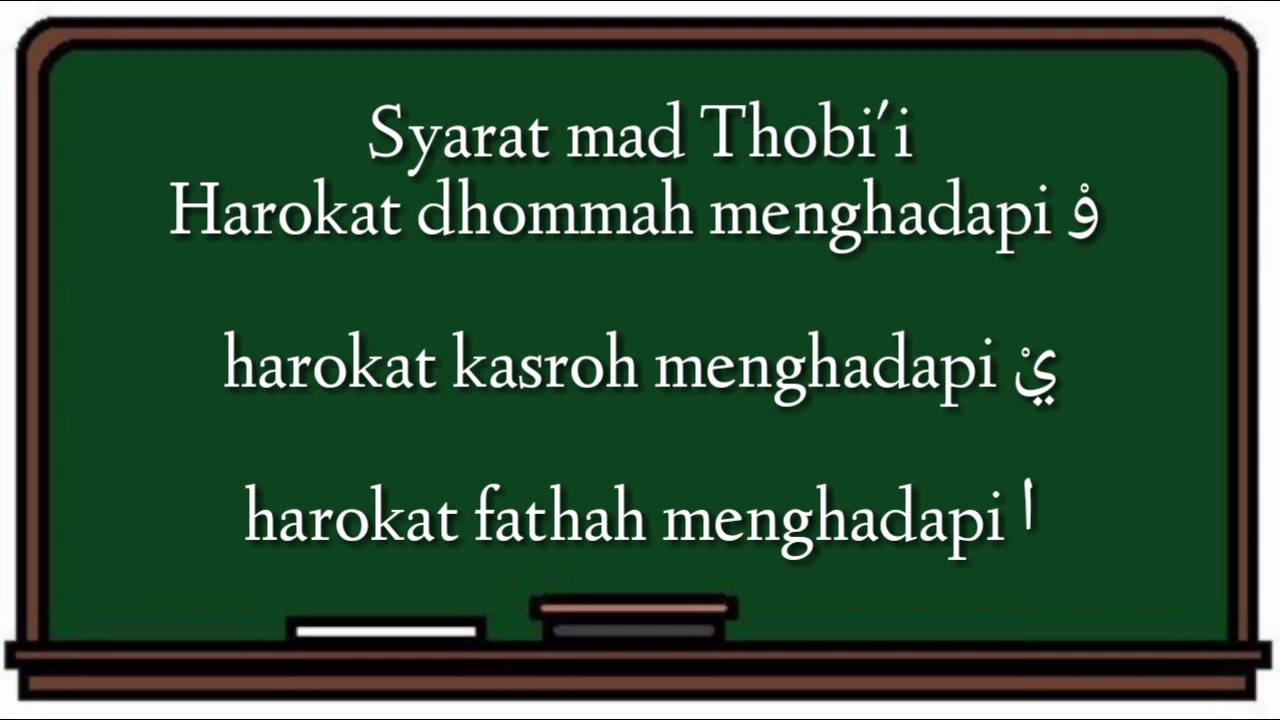 Syarat mad Thobi'i
Harokat dhommah menghadapi وْ
harokat kasroh menghadapi يْ
harokat fathah menghadapi ا